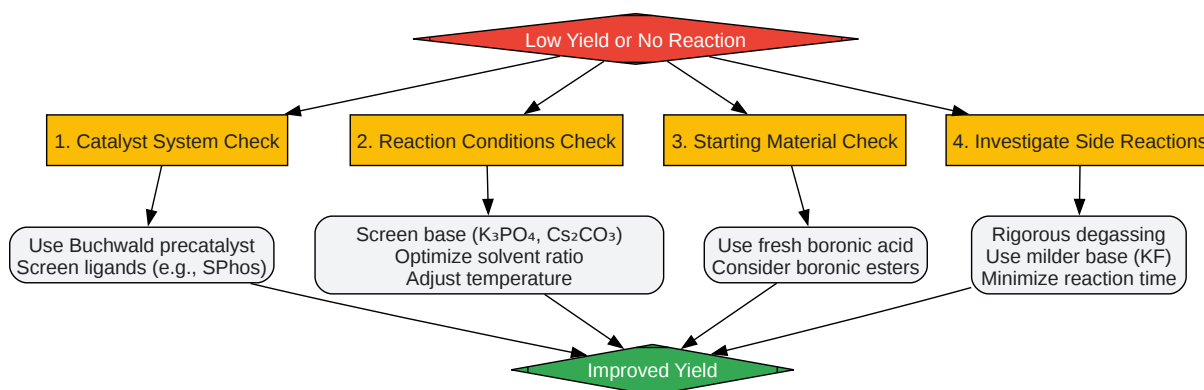 Low Yield or No Reaction
1. Catalyst System Check
2. Reaction Conditions Check
3. Starting Material Check
4. Investigate Side Reactions
Use Buchwald precatalyst
Screen ligands (e.g., SPhos)
Screen base (K₃PO₄, Cs₂CO₃)
Optimize solvent ratio
Adjust temperature
Use fresh boronic acid
Consider boronic esters
Rigorous degassing
Use milder base (KF)
Minimize reaction time
Improved Yield